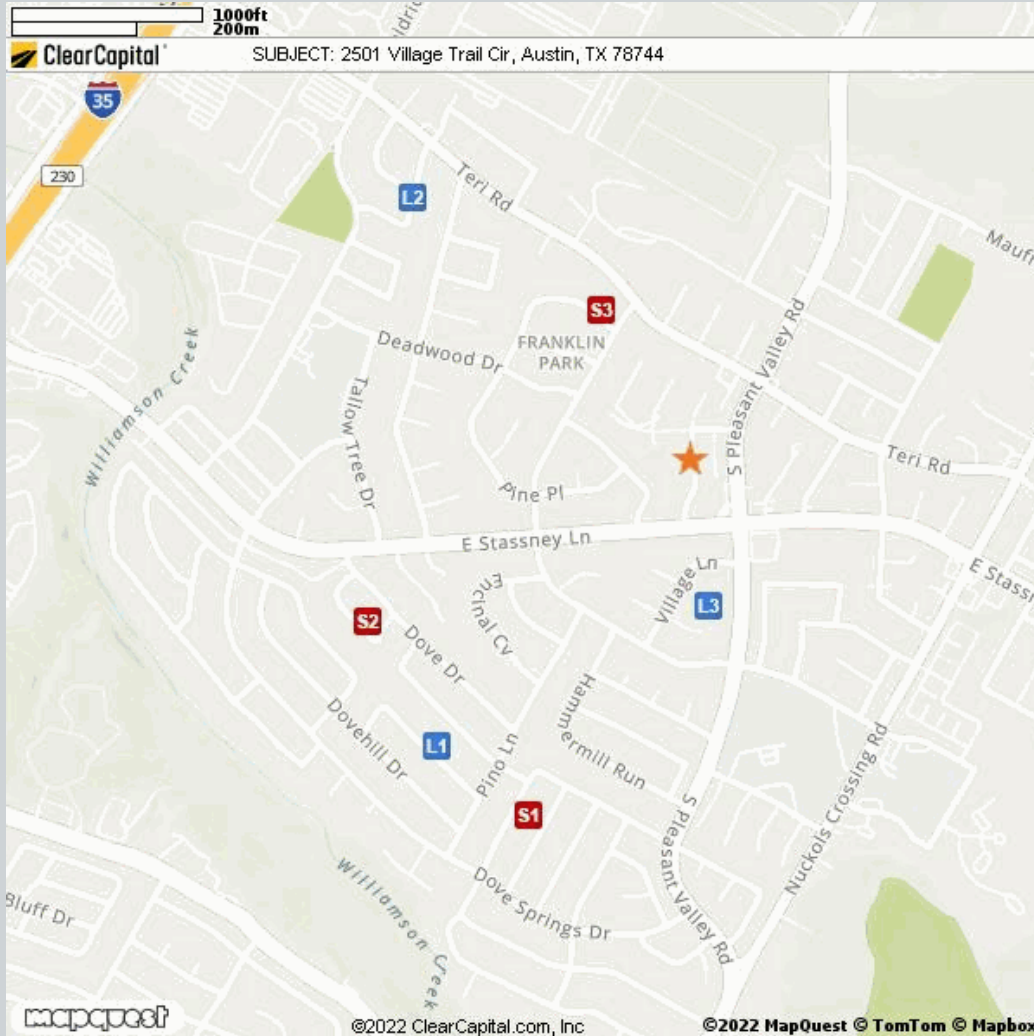 1000ft
200m
ClearCapital
SUBJECT: 2501 Village Trail Cir, Austin, TX 78744
35
230
L2
Teri Rd
S3
FRANKLIN
PARK
Deadwood Dr
S Pleasant Valley Rd
Williamson Creek
Tallow Tree Dr
Teri Rd
Pine Pl
E Stassney Ln
Village Ln
L3
Encinal Cv
S2
Dove Dr
Hammermill Run
Dovehill Dr
L1
Pino Ln
S1
S Pleasant Valley Rd
Nuckols Crossing Rd
Dove Springs Dr
Williamson Creek
Bluff Dr
mapquest
©2022 ClearCapital.com, Inc
©2022 MapQuest © TomTom © Mapbox